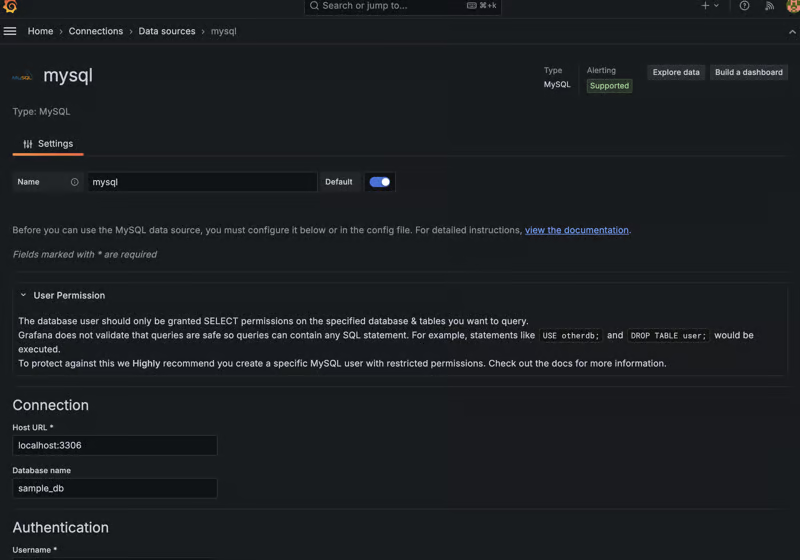 Search or jump to...
⌘+k
Home > Connections > Data sources > mysql
MySQL
mysql
Type
MySQL
Alerting
Supported
Explore data
Build a dashboard
Type: MySQL
Settings
Name
mysql
Default
Before you can use the MySQL data source, you must configure it below or in the config file. For detailed instructions, view the documentation.
Fields marked with * are required
User Permission
The database user should only be granted SELECT permissions on the specified database & tables you want to query.
Grafana does not validate that queries are safe so queries can contain any SQL statement. For example, statements like USE otherdb; and DROP TABLE user; would be
executed.
To protect against this we Highly recommend you create a specific MySQL user with restricted permissions. Check out the docs for more information.
Connection
Host URL *
localhost:3306
Database name
sample_db
Authentication
Username *